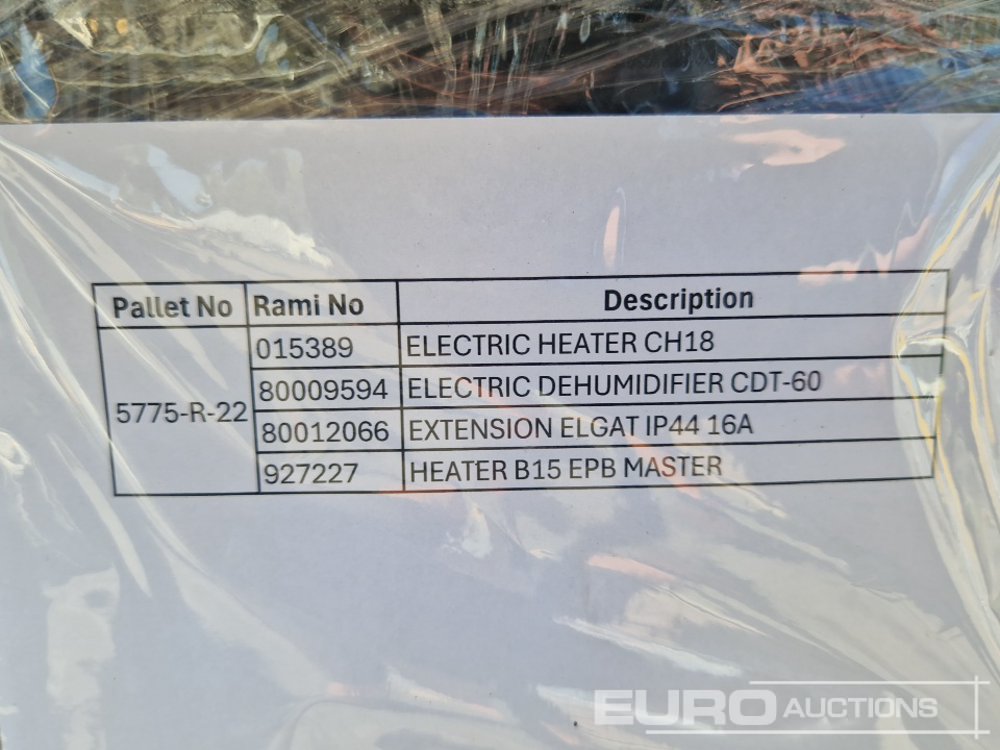 Pallet No Rami No Description
015389 ELECTRIC HEATER CH18
80009594 ELECTRIC DEHUMIDIFIER CDT-60
5775-R-22
80012066 EXTENSION ELGAT IP44 16A
927227 HEATER B15 EPB MASTER
EURO AUCTIONS